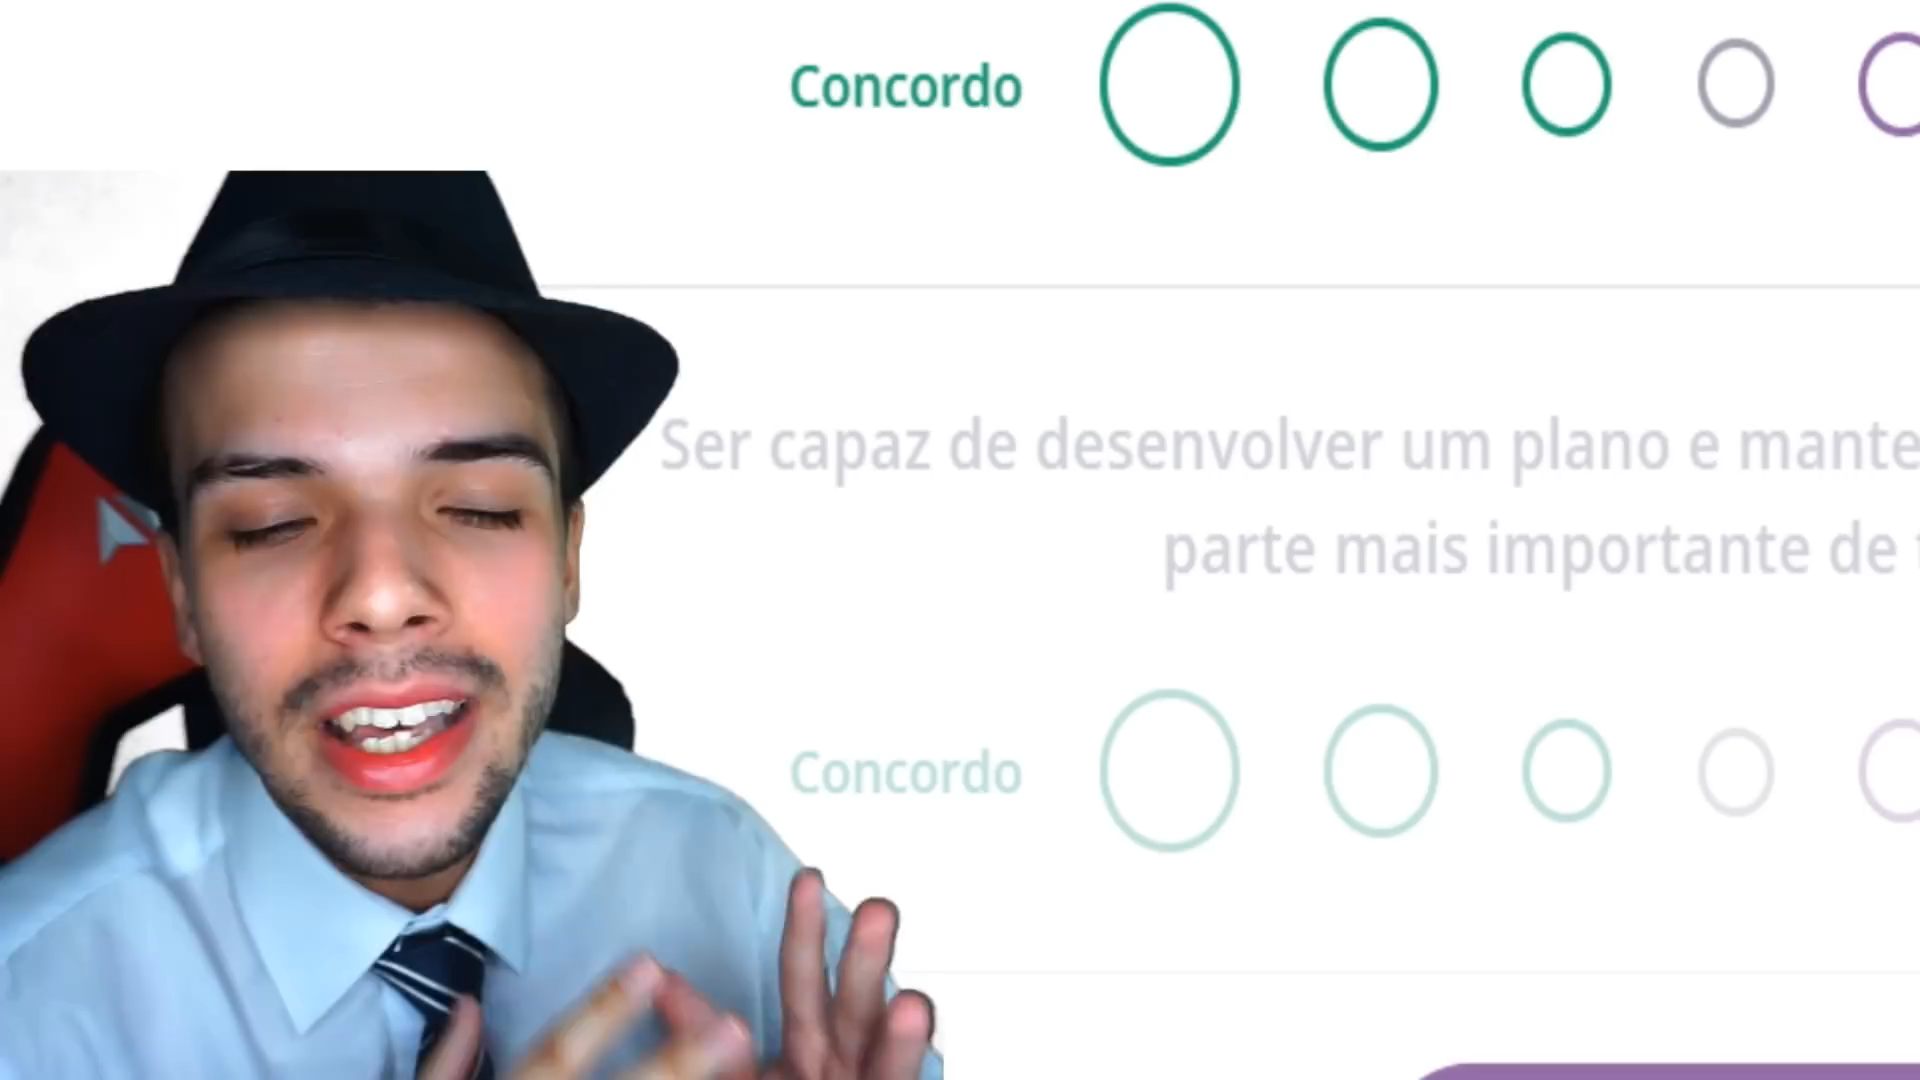 Concordo
Ser capaz de desenvolver um plano e mante
parte mais importante de
Concordo